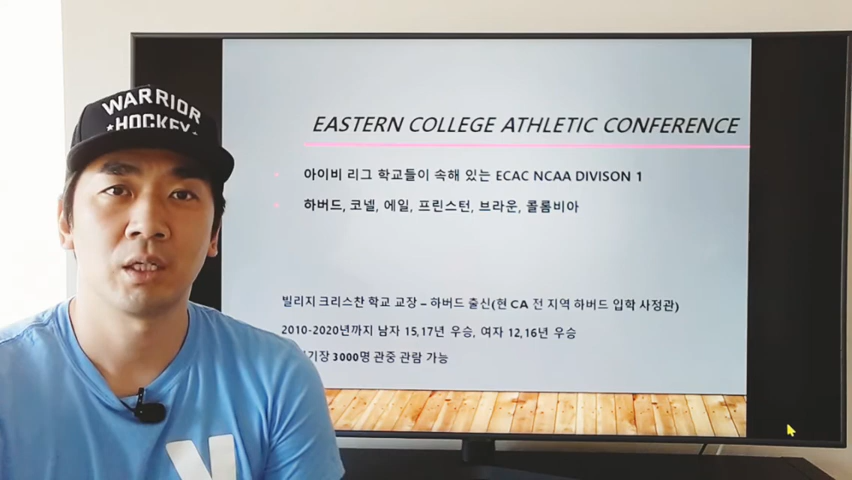 WARRIOR
HOCKEY
EASTERN COLLEGE ATHLETIC CONFERENCE
아이비 리그 학교들이 속해 있는 ECAC NCAA DIVISON 1
하버드, 코넬, 에일, 프린스턴, 브라운, 콜롬비아
빌리지 크리스찬 학교 교장 – 하버드 출신(현 CA 전 지역 하버드 입학 사정관)
2010-2020년까지 남자 15,17년 우승, 여자 12,16년 우승
기장 3000명 관중 관람 가능